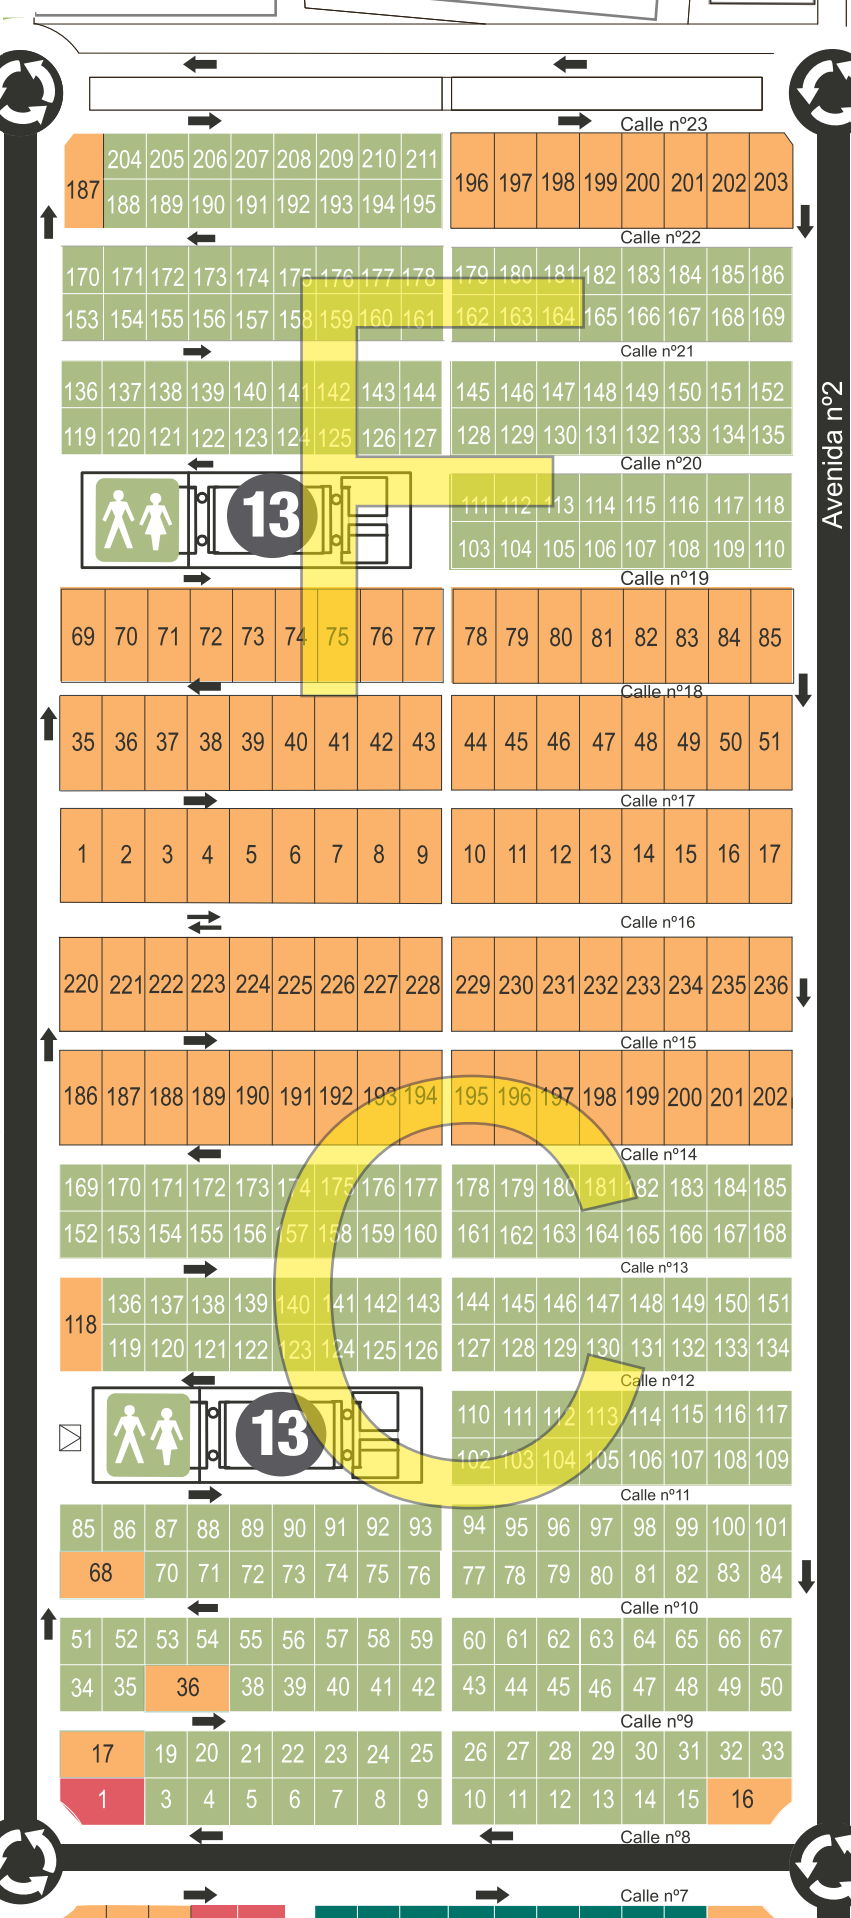 Calle nº23
204 205 206 207 208 209 210 211
187
196 197 198 199 200 201 202 203
188 189 190 191 192 193 194 195
Calle nº22
170 171 172 173 174 175 176 177 178 179 180 181 182 183 184 185 186
153 154 155 156 157 158 159 160 161 162 163 164 165 166 167 168 169
Calle nº21
136 137 138 139 140 141 142 143 144 145 146 147 148 149 150 151 152
119 120 121 122 123 124 125 126 127 128 129 130 131 132 133 134 135
Avenida nº2
Calle nº20
F
13
111 112 113 114 115 116 117 118
103 104 105 106 107 108 109 110
Calle nº19
69 70 71 72 73 74 75 76 77 78 79 80 81 82 83 84 85
Calle nº18
35 36 37 38 39 40 41 42 43 44 45 46 47 48 49 50 51
Calle nº17
1 2 3 4 5 6 7 8 9 10 11 12 13 14 15 16 17
Calle nº16
220 221 222 223 224 225 226 227 228 229 230 231 232 233 234 235 236
Calle nº15
186 187 188 189 190 191 192 193 194 195 196 197 198 199 200 201 202
Calle nº14
169 170 171 172 173 174 175 176 177 178 179 180 181 182 183 184 185
152 153 154 155 156 157 158 159 160 161 162 163 164 165 166 167 168
Calle nº13
C
136 137 138 139 140 141 142 143 144 145 146 147 148 149 150 151
118
119 120 121 122 123 124 125 126 127 128 129 130 131 132 133 134
Calle nº12
13
110 111 112 113 114 115 116 117
102 103 104 105 106 107 108 109
Calle nº11
85 86 87 88 89 90 91 92 93 94 95 96 97 98 99 100 101
68 70 71 72 73 74 75 76 77 78 79 80 81 82 83 84
Calle nº10
51 52 53 54 55 56 57 58 59 60 61 62 63 64 65 66 67
34 35 36 38 39 40 41 42 43 44 45 46 47 48 49 50
Calle nº9
17 19 20 21 22 23 24 25 26 27 28 29 30 31 32 33
1 3 4 5 6 7 8 9 10 11 12 13 14 15 16
Calle nº8
Calle nº7